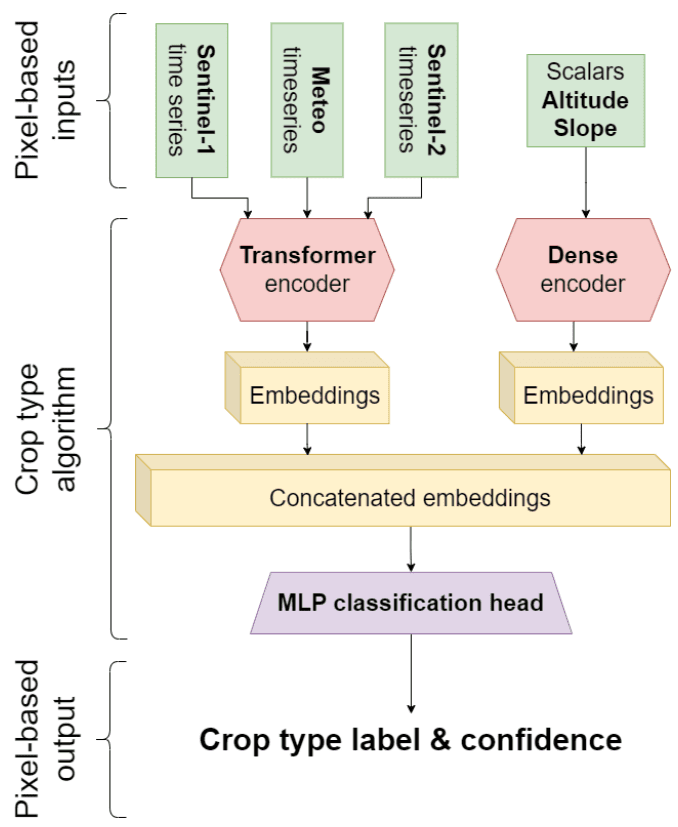 Pixel-based
inputs
Sentinel-1
time series
Meteo
timeseries
Sentinel-2
timeseries
Scalars
Altitude
Slope
Crop type
algorithm
Transformer
encoder
Dense
encoder
Embeddings
Embeddings
Concatenated embeddings
MLP classification head
Pixel-based
output
Crop type label & confidence